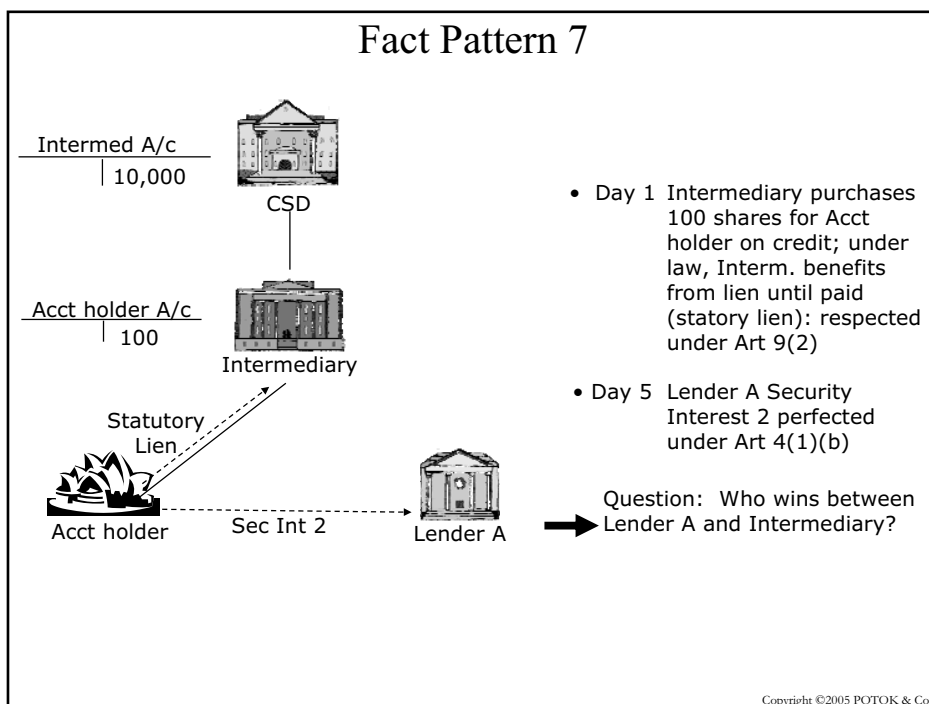 Fact Pattern 7
Intermed A/c
10,000
CSD
Acct holder A/c
100
Intermediary
Statutory
Lien
Acct holder
Sec Int 2
Lender A
• Day 1 Intermediary purchases
100 shares for Acct
holder on credit; under
law, Interm. benefits
from lien until paid
(statory lien): respected
under Art 9(2)
• Day 5 Lender A Security
Interest 2 perfected
under Art 4(1)(b)
Question: Who wins between
Lender A and Intermediary?
Copyright ©2005 POTOK & Co